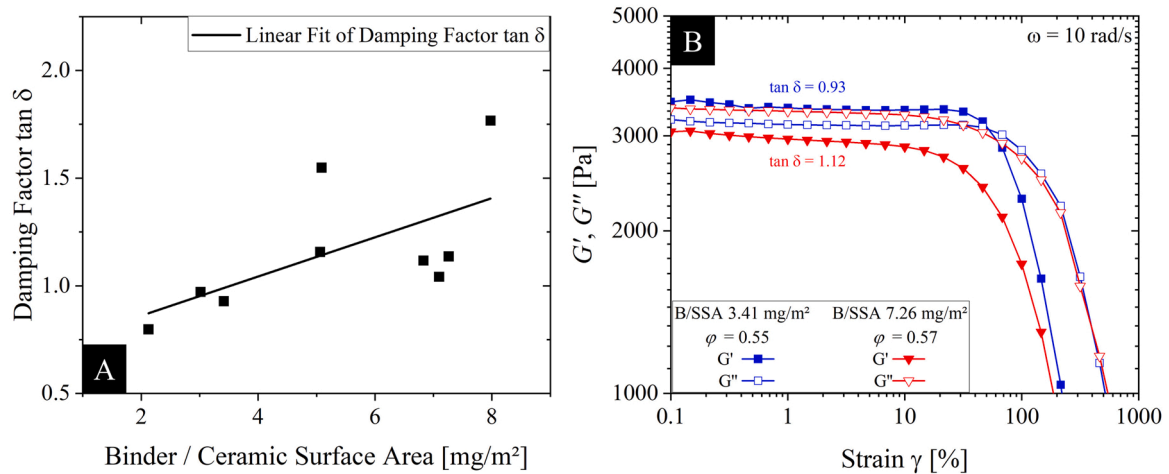 Linear Fit of Damping Factor tan δ
2.0
1.5
1.0
0.5
Damping Factor tan δ
A
2
4
6
8
Binder / Ceramic Surface Area [mg/m²]
B
ω = 10 rad/s
5000
4000
3000
2000
1000
G', G'' [Pa]
tan δ = 0.93
tan δ = 1.12
B/SSA 3.41 mg/m² B/SSA 7.26 mg/m²
φ = 0.55 φ = 0.57
G' G'
G'' G''
0.1
1
10
100
1000
Strain γ [%]